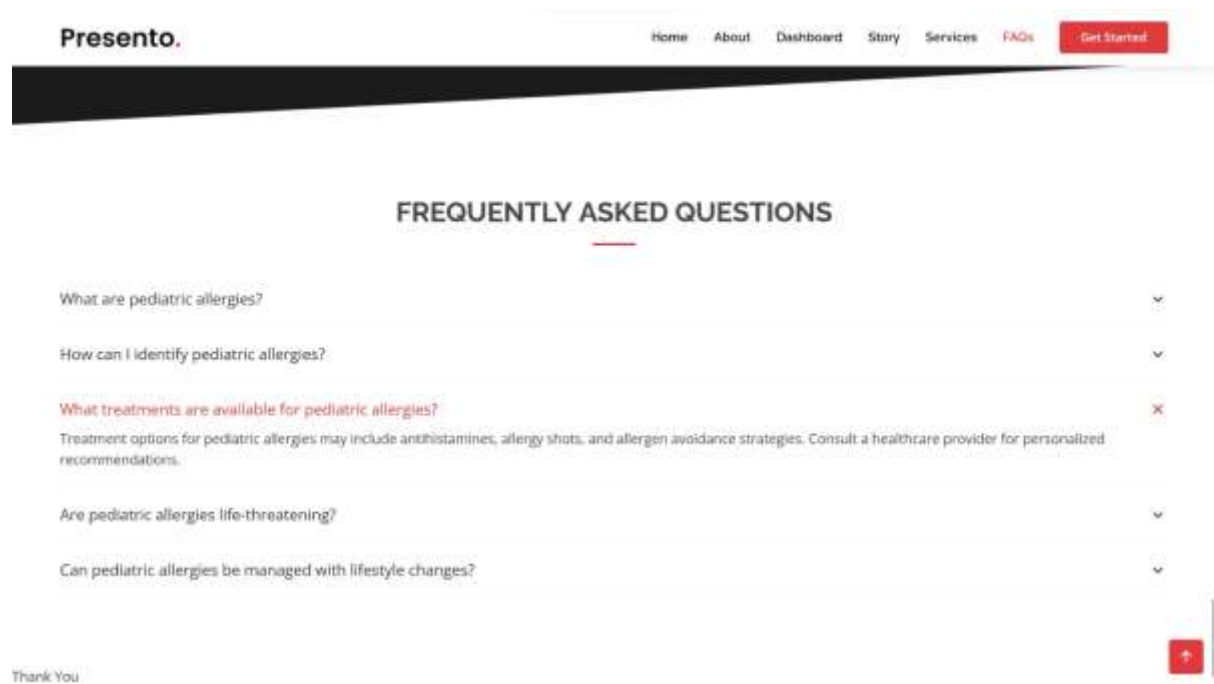 Presento.
Home About Dashboard Story Services FAQs Get Started
FREQUENTLY ASKED QUESTIONS
What are pediatric allergies?
How can I identify pediatric allergies?
What treatments are available for pediatric allergies?
Treatment options for pediatric allergies may include antihistamines, allergy shots, and allergen avoidance strategies. Consult a healthcare provider for personalized
recommendations.
Are pediatric allergies life-threatening?
Can pediatric allergies be managed with lifestyle changes?
Thank You